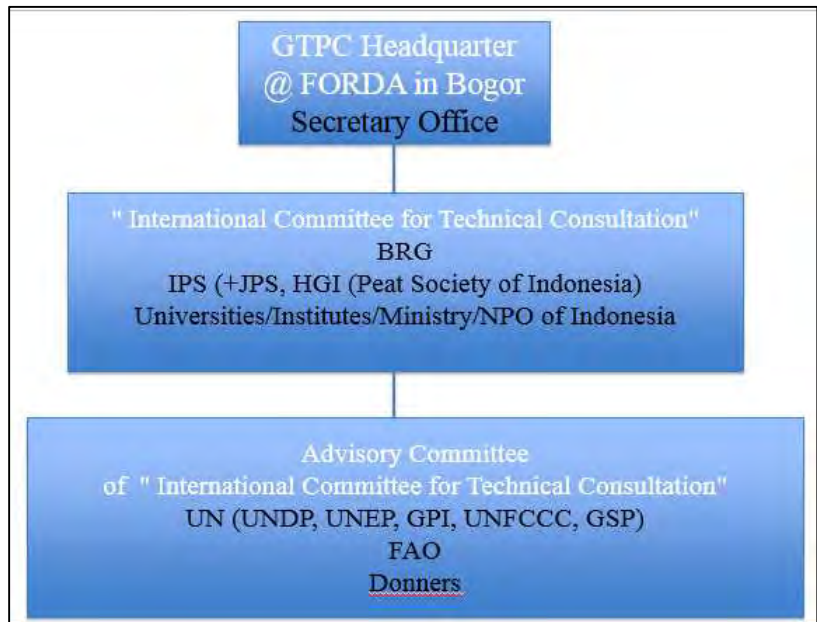 GTPC Headquarter
@ FORDA in Bogor
Secretary Office
" International Committee for Technical Consultation"
BRG
IPS (+JPS, HGI (Peat Society of Indonesia)
Universities/Institutes/Ministry/NPO of Indonesia
Advisory Committee
of " International Committee for Technical Consultation"
UN (UNDP, UNEP, GPI, UNFCCC, GSP)
FAO
Donners